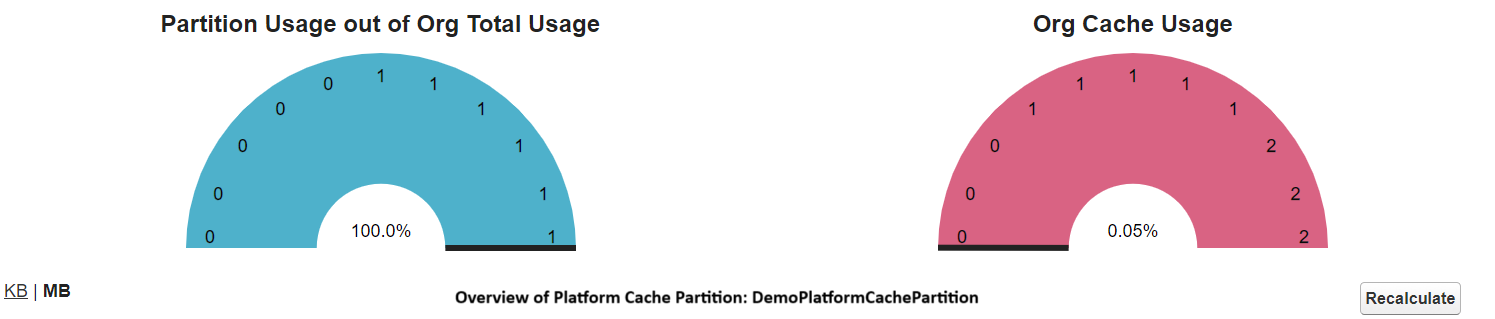 Partition Usage out of Org Total Usage
0 0 0 0 0 1 1 1 1 1 1
100.0%
Org Cache Usage
0 0 0 1 1 1 1 1 2 2 2
0.05%
KB | MB
Overview of Platform Cache Partition: DemoPlatformCachePartition
Recalculate